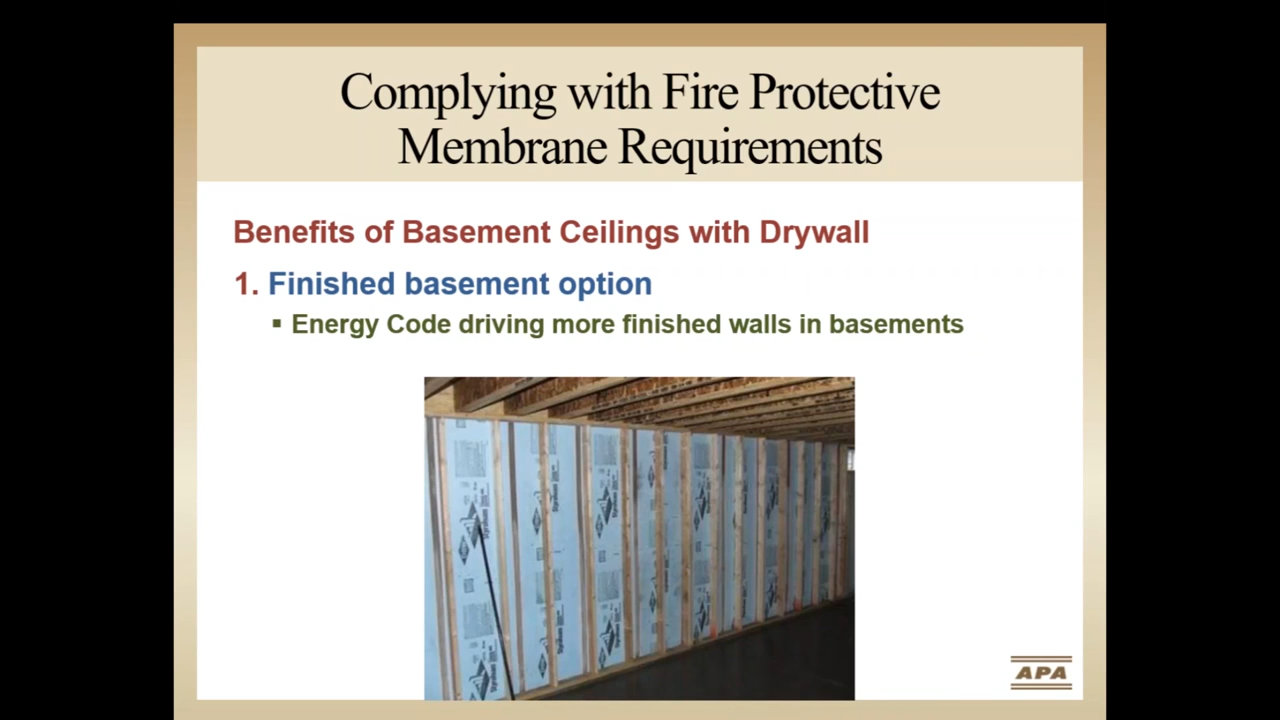 Complying with Fire Protective
Membrane Requirements
Benefits of Basement Ceilings with Drywall
1. Finished basement option
▪ Energy Code driving more finished walls in basements
APA